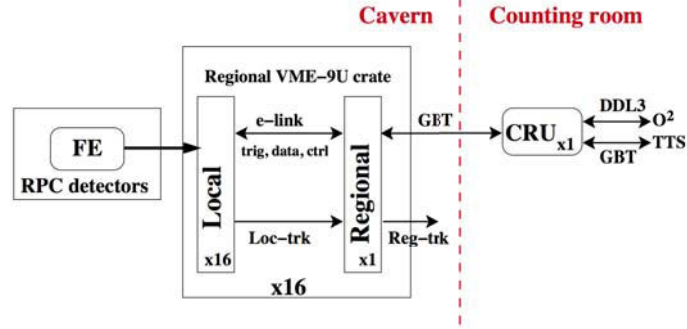 Cavern
Counting room
Regional VME-9U crate
FE
RPC detectors
Local
x16
e-link
trig, data, ctrl
Loc-trk
Regional
x1
x16
GBT
Reg-trk
CRU x1
DDL3
O²
TTS
GBT